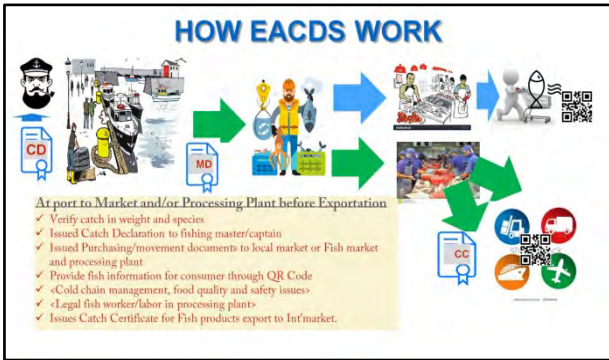 HOW EACDS WORK
CD
MD
CC
At port to Market and/or Processing Plant before Exportation
✓ Verify catch in weight and species
✓ Issued Catch Declaration to fishing master/captain
✓ Issued Purchasing/movement documents to local market or Fish market
and processing plant
✓ Provide fish information for consumer through QR Code
✓ <Cold chain management, food quality and safety issues>
✓ <Legal fish worker/labor in processing plant>
✓ Issues Catch Certificate for Fish products export to Int'market.